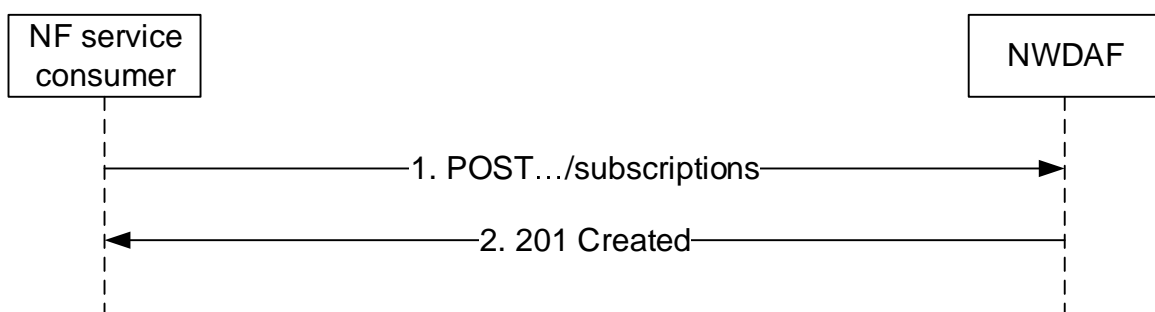 NF service
consumer
NWDAF
1. POST…/subscriptions
2. 201 Created